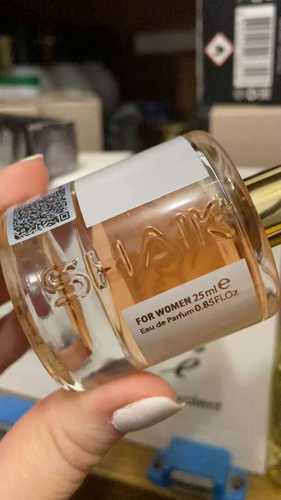 SHAIK
FOR WOMEN 25 ml e
Eau de Parfum 0.85Fl.Oz